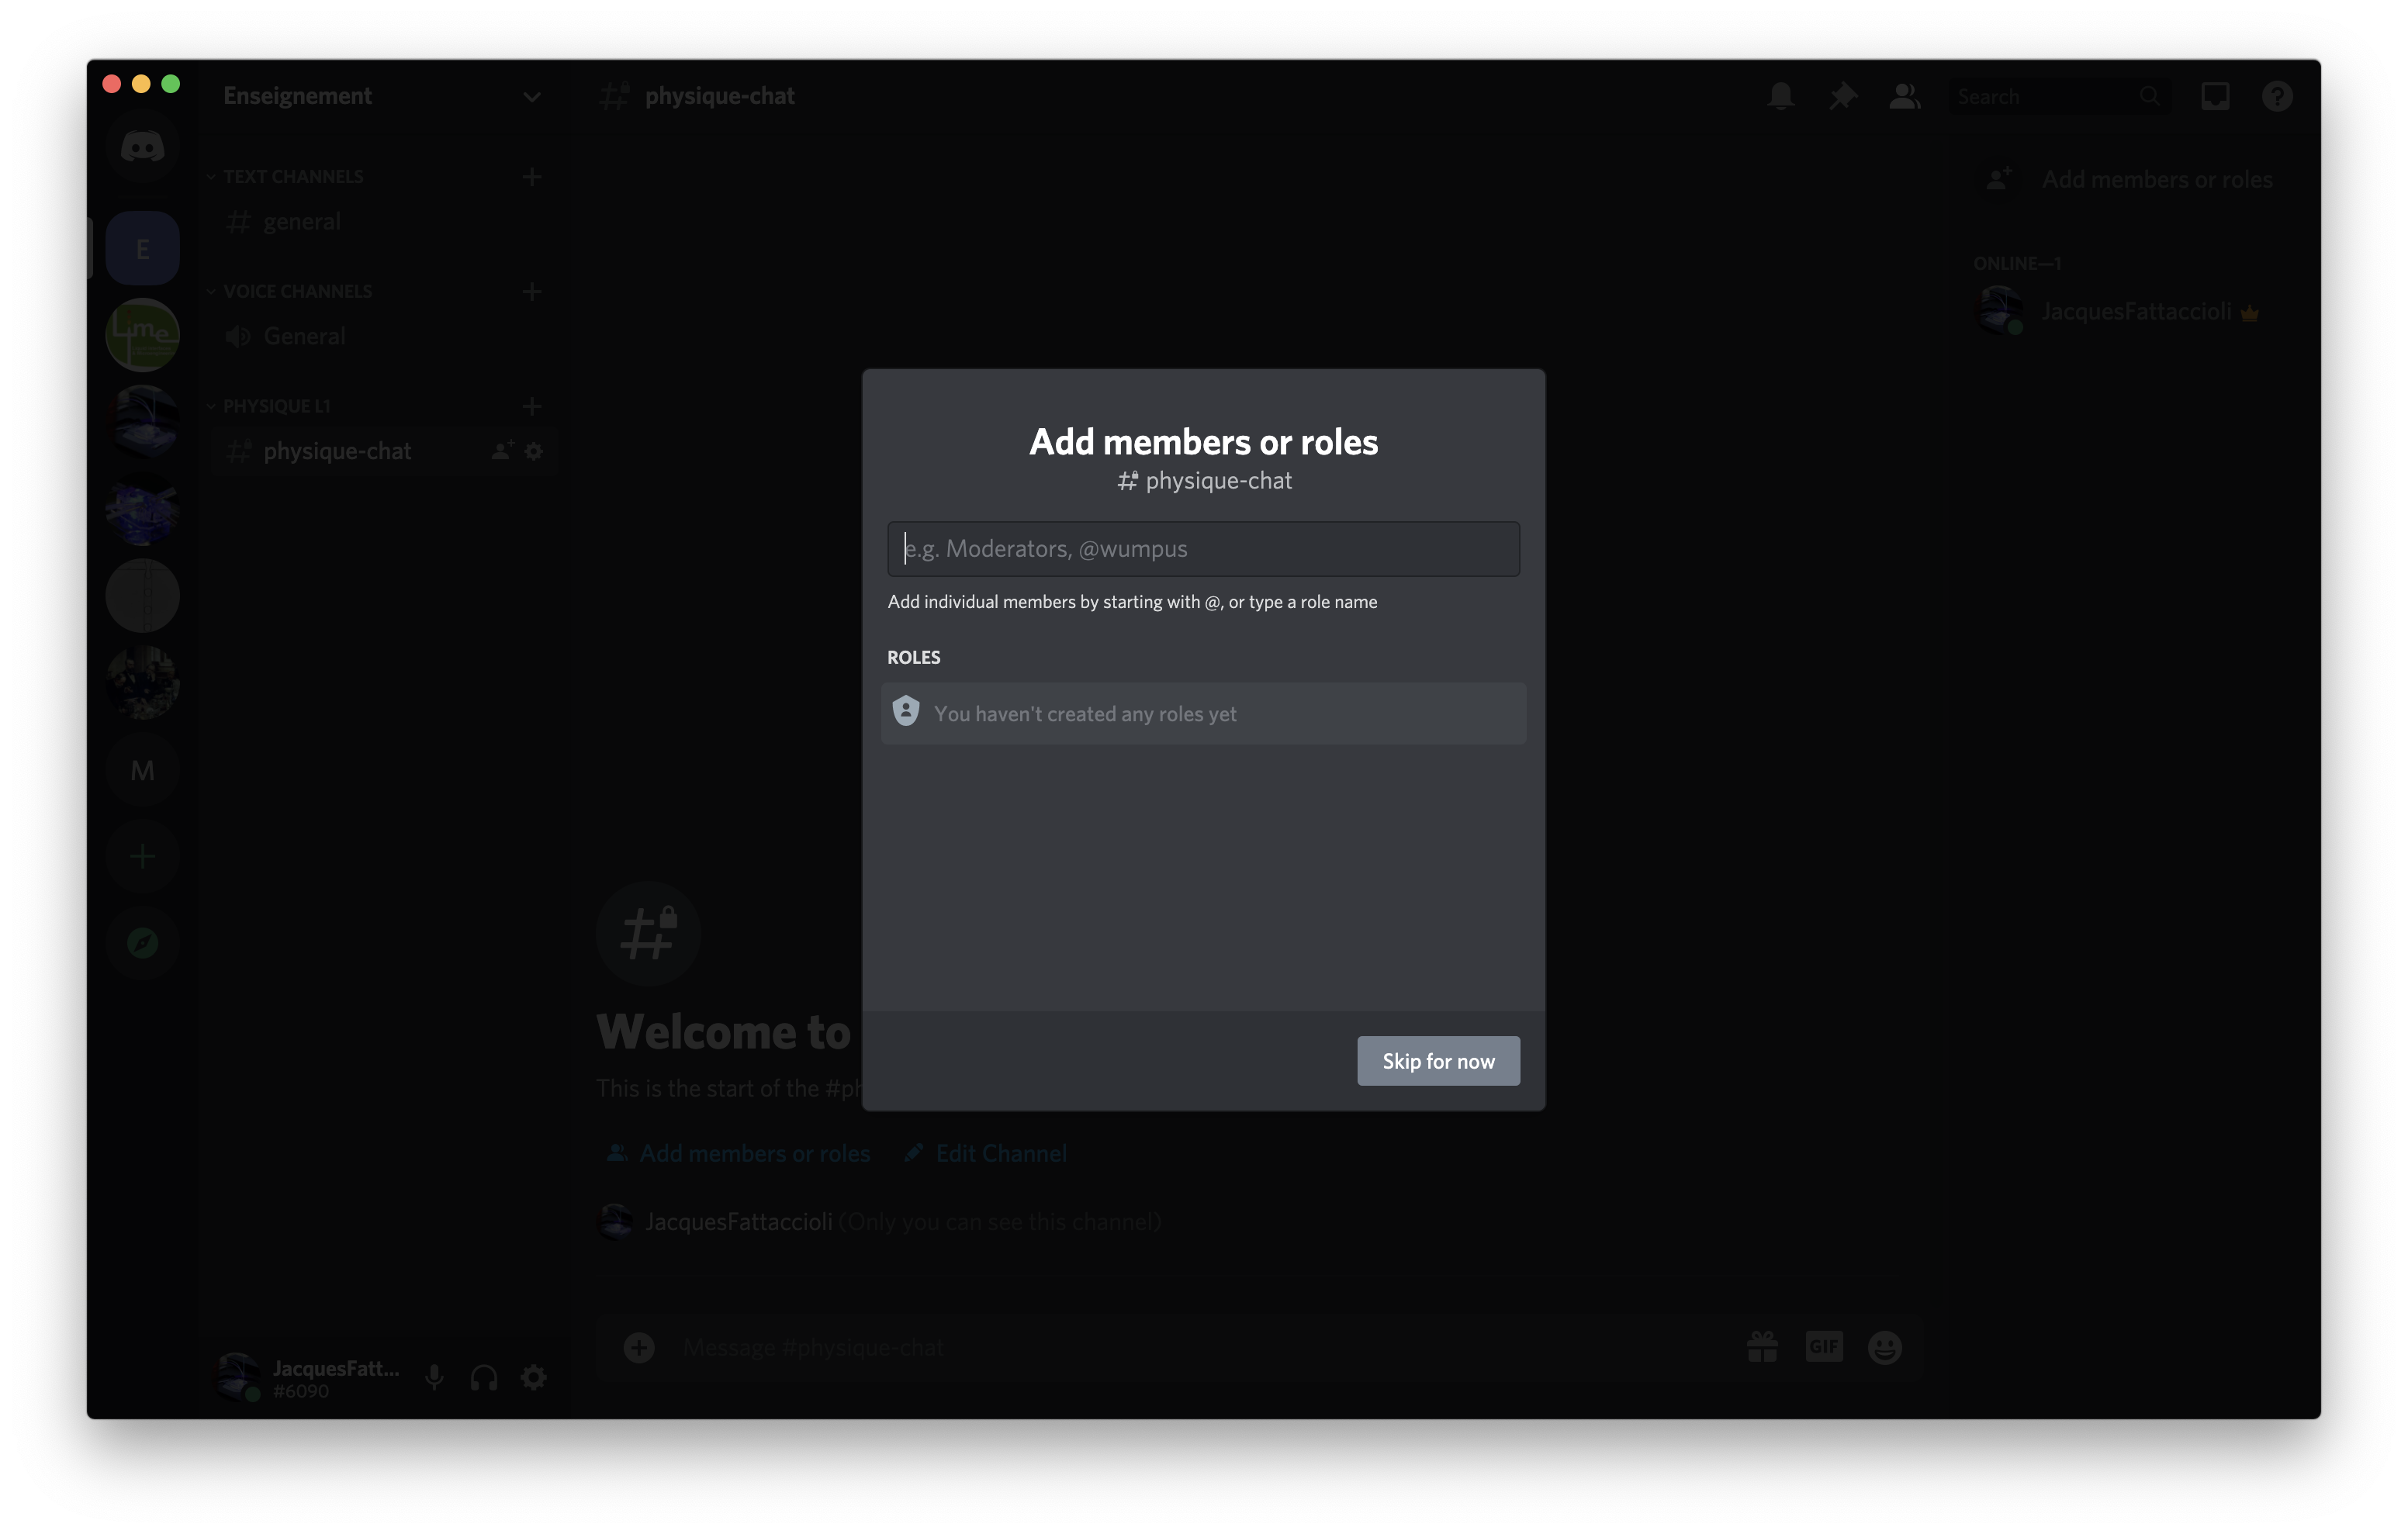 Enseignement
physique-chat
Search
E
TEXT CHANNELS
general
VOICE CHANNELS
General
PHYSIQUE L1
physique-chat
Lime
M
Add members or roles
physique-chat
e.g. Moderators, @wumpus
Add individual members by starting with @, or type a role name
ROLES
You haven't created any roles yet
Skip for now
Welcome to
This is the start of the #ph
Add members or roles
Edit Channel
JacquesFattaccioli (Only you can see this channel)
Message #physique-chat
GIF
JacquesFatt...
#6090
Add members or roles
ONLINE—1
JacquesFattaccioli